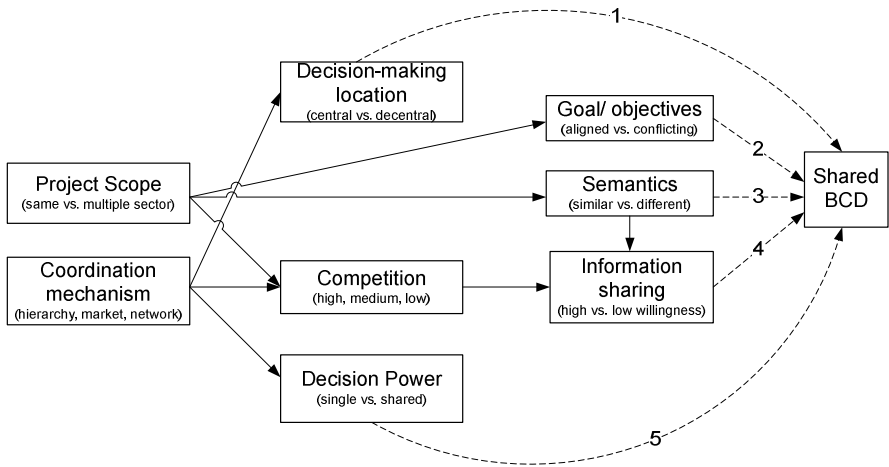 1
Decision-making
location
(central vs. decentral)
Goal/ objectives
(aligned vs. conflicting)
2
Shared
BCD
Project Scope
(same vs. multiple sector)
Semantics
(similar vs. different)
3
4
Coordination
mechanism
(hierarchy, market, network)
Competition
(high, medium, low)
Information
sharing
(high vs. low willingness)
Decision Power
(single vs. shared)
5